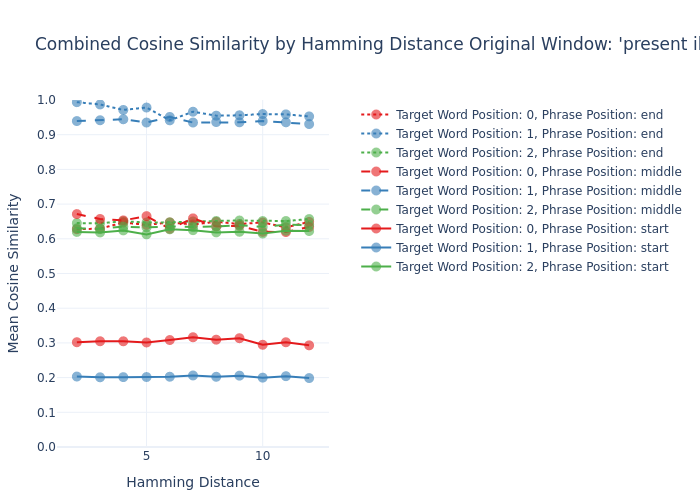 Combined Cosine Similarity by Hamming Distance Original Window: 'present
1.0
0.9
0.8
0.7
0.6
0.5
0.4
0.3
0.2
0.1
0.0
Mean Cosine Similarity
5
10
Hamming Distance
Target Word Position: 0, Phrase Position: end
Target Word Position: 1, Phrase Position: end
Target Word Position: 2, Phrase Position: end
Target Word Position: 0, Phrase Position: middle
Target Word Position: 1, Phrase Position: middle
Target Word Position: 2, Phrase Position: middle
Target Word Position: 0, Phrase Position: start
Target Word Position: 1, Phrase Position: start
Target Word Position: 2, Phrase Position: start